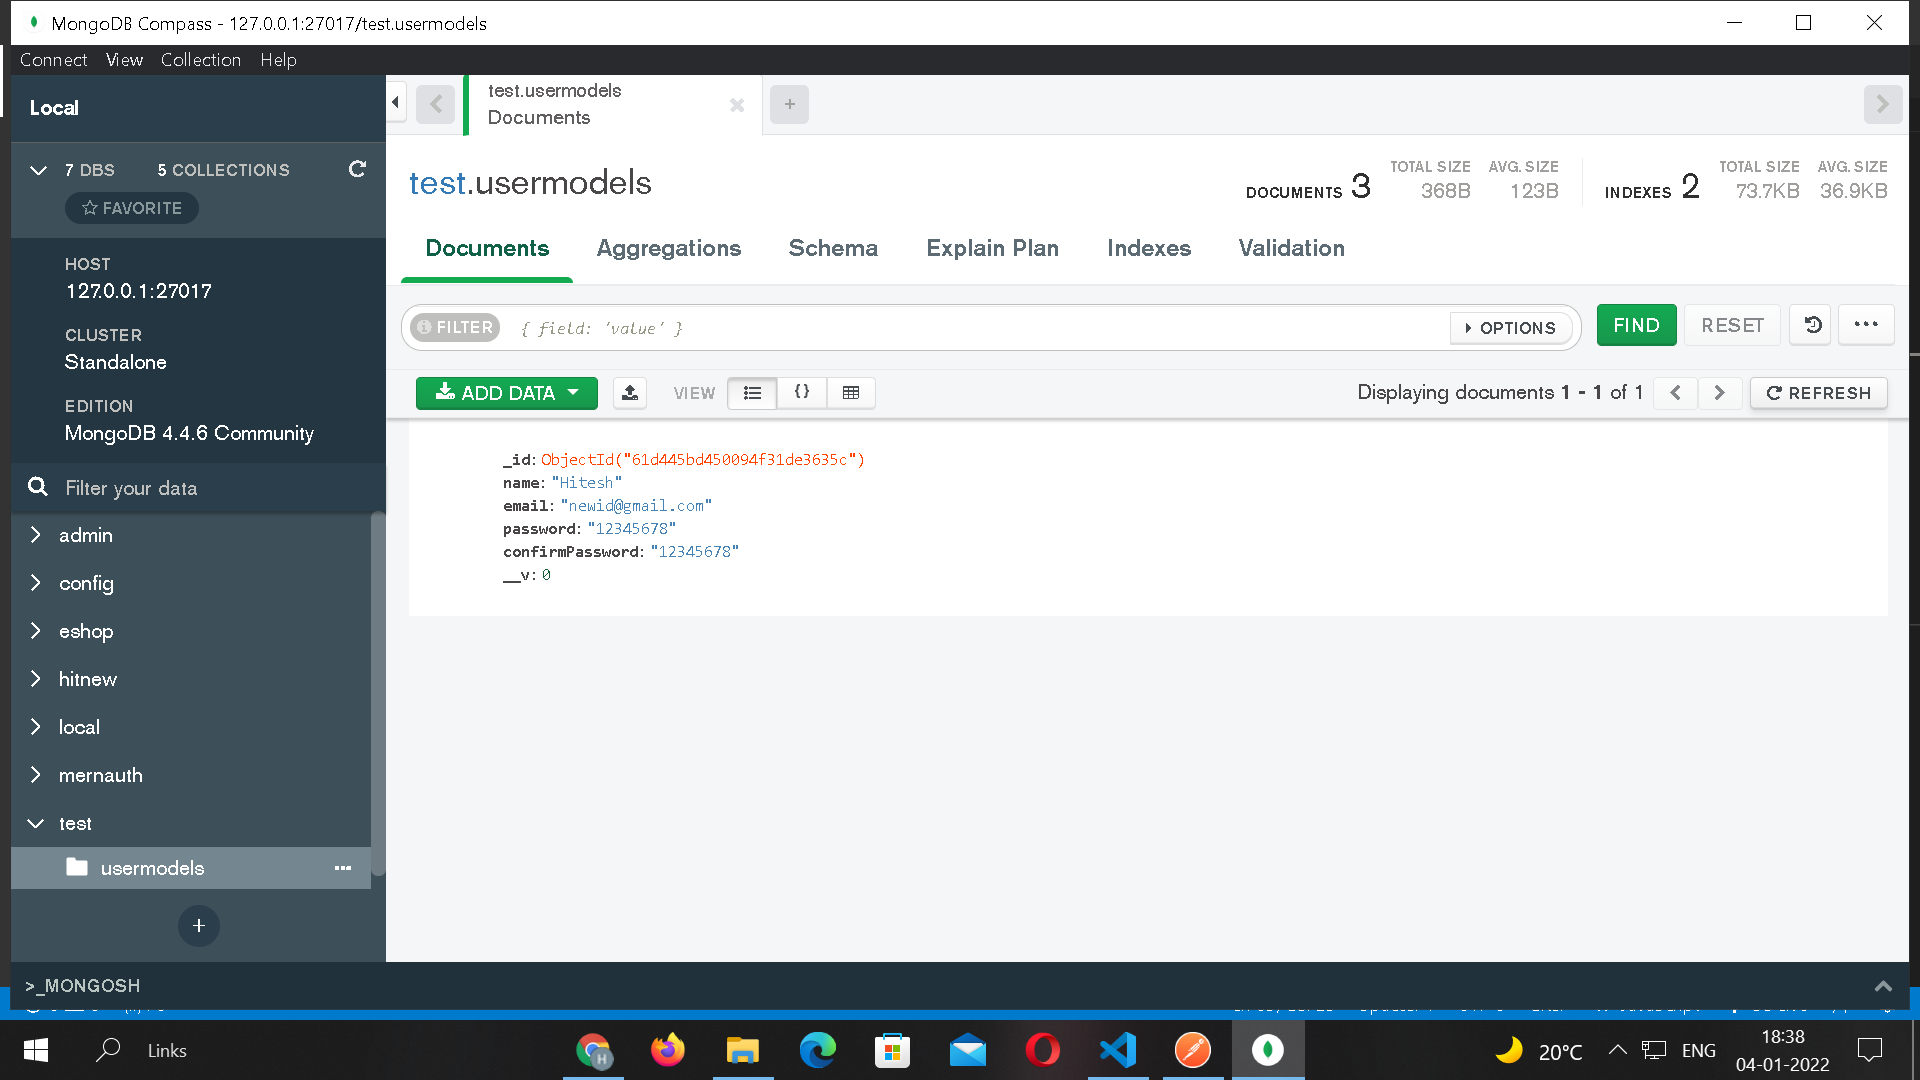 MongoDB Compass - 127.0.0.1:27017/test.usermodels
Connect View Collection Help
Local
7 DBS 5 COLLECTIONS
FAVORITE
HOST
127.0.0.1:27017
CLUSTER
Standalone
EDITION
MongoDB 4.4.6 Community
Filter your data
admin
config
eshop
hitnew
local
mernauth
test
usermodels
+
test.usermodels
Documents
+
test.usermodels
DOCUMENTS 3
TOTAL SIZE
368B
AVG. SIZE
123B
INDEXES 2
TOTAL SIZE
73.7KB
AVG. SIZE
36.9KB
Documents Aggregations Schema Explain Plan Indexes Validation
FILTER { field: 'value' } OPTIONS FIND RESET
ADD DATA VIEW {} Displaying documents 1 - 1 of 1 REFRESH
_id: ObjectId("61d445bd450094f31de3635c")
name: "Hitesh"
email: "newid@gmail.com"
password: "12345678"
confirmPassword: "12345678"
__v: 0
>_MONGOSH
Links
20°C ENG
18:38
04-01-2022